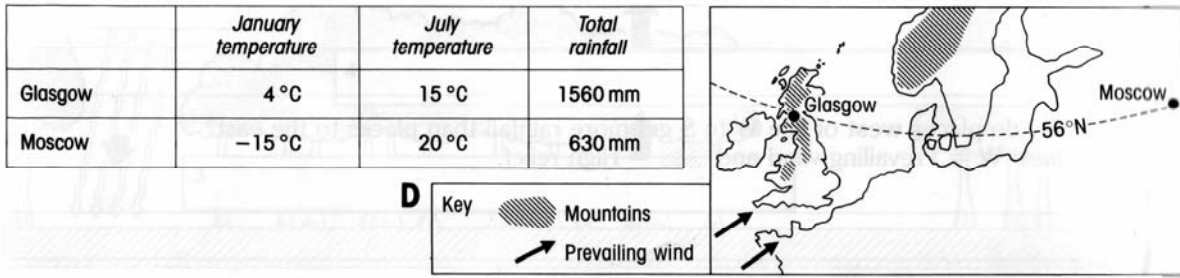 January temperature
July temperature
Total rainfall
Glasgow 4 °C 15 °C 1560 mm
Moscow −15 °C 20 °C 630 mm
D
Key
Mountains
Prevailing wind
Glasgow
Moscow
56°N